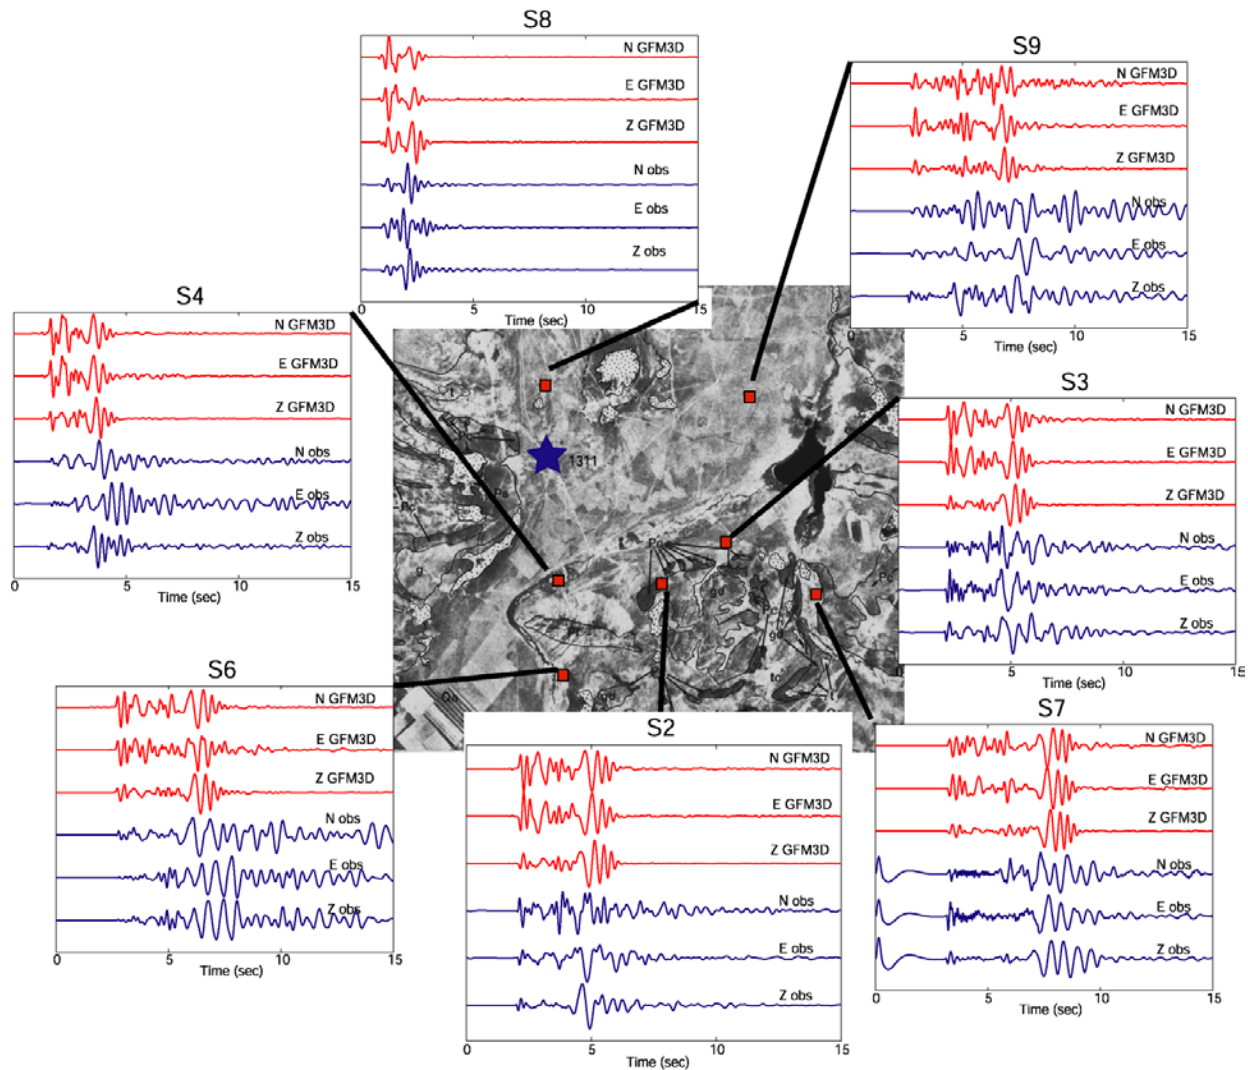 S8
N GFM3D
E GFM3D
Z GFM3D
N obs
E obs
Z obs
0 5 10 15
Time (sec)
S9
N GFM3D
E GFM3D
Z GFM3D
N obs
E obs
Z obs
5 10 15
Time (sec)
S4
N GFM3D
E GFM3D
Z GFM3D
N obs
E obs
Z obs
0 5 10 15
Time (sec)
1311
S3
N GFM3D
E GFM3D
Z GFM3D
N obs
E obs
Z obs
0 5 10 15
Time (sec)
S6
N GFM3D
E GFM3D
Z GFM3D
N obs
E obs
Z obs
0 5 10 15
Time (sec)
S2
N GFM3D
E GFM3D
Z GFM3D
N obs
E obs
Z obs
0 5 10 15
Time (sec)
S7
N GFM3D
E GFM3D
Z GFM3D
N obs
E obs
Z obs
0 5 10 15
Time (sec)